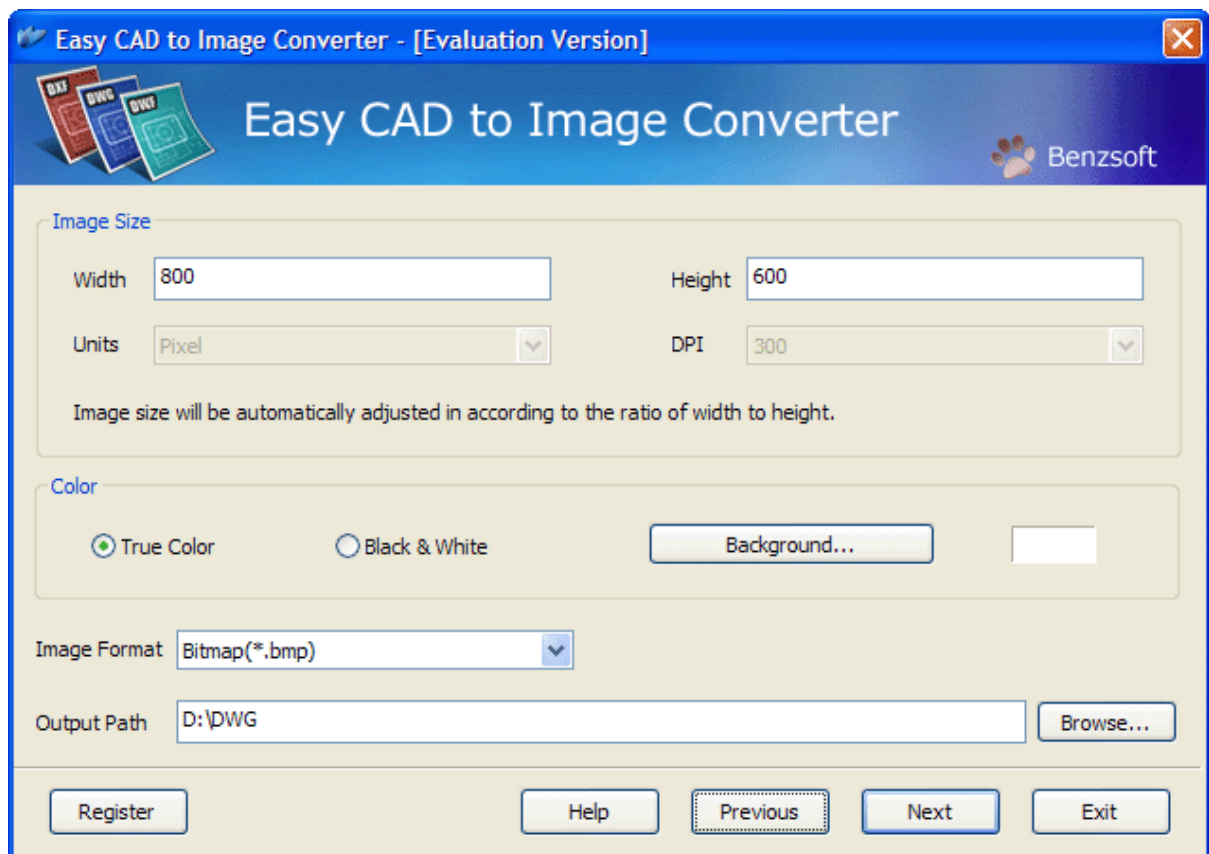 Easy CAD to Image Converter - [Evaluation Version]
DXF DWG DWF
Easy CAD to Image Converter
Benzsoft
Image Size
Width 800 Height 600
Units Pixel DPI 300
Image size will be automatically adjusted in according to the ratio of width to height.
Color
True Color Black & White Background...
Image Format Bitmap(*.bmp)
Output Path D:\DWG Browse...
Register Help Previous Next Exit